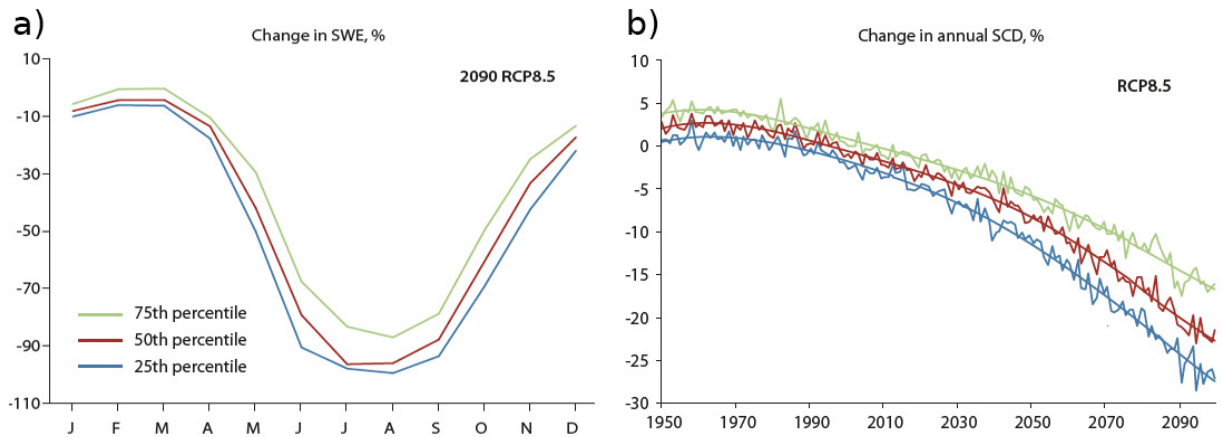 a)
Change in SWE, %
2090 RCP8.5
10
-10
-30
-50
-70
-90
-110
75th percentile
50th percentile
25th percentile
J F M A M J J A S O N D
b)
Change in annual SCD, %
RCP8.5
10
5
0
-5
-10
-15
-20
-25
-30
1950 1970 1990 2010 2030 2050 2070 2090